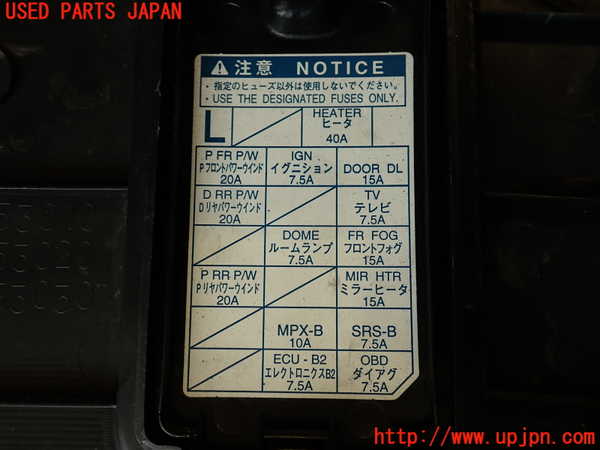 USED PARTS JAPAN
注意 NOTICE
・指定のヒューズ以外は使用しないでください。
・USE THE DESIGNATED FUSES ONLY.
L
HEATER
ヒータ
40A
P FR P/W
Pフロントパワーウインド
20A
IGN
イグニション
7.5A
DOOR DL
15A
D RR P/W
Dリヤパワーウインド
20A
TV
テレビ
7.5A
DOME
ルームランプ
7.5A
FR FOG
フロントフォグ
15A
P RR P/W
Pリヤパワーウインド
20A
MIR HTR
ミラーヒータ
15A
MPX-B
10A
SRS-B
7.5A
ECU-B2
エレクトロニクスB2
7.5A
OBD
ダイアグ
7.5A
http://www.upjpn.com/